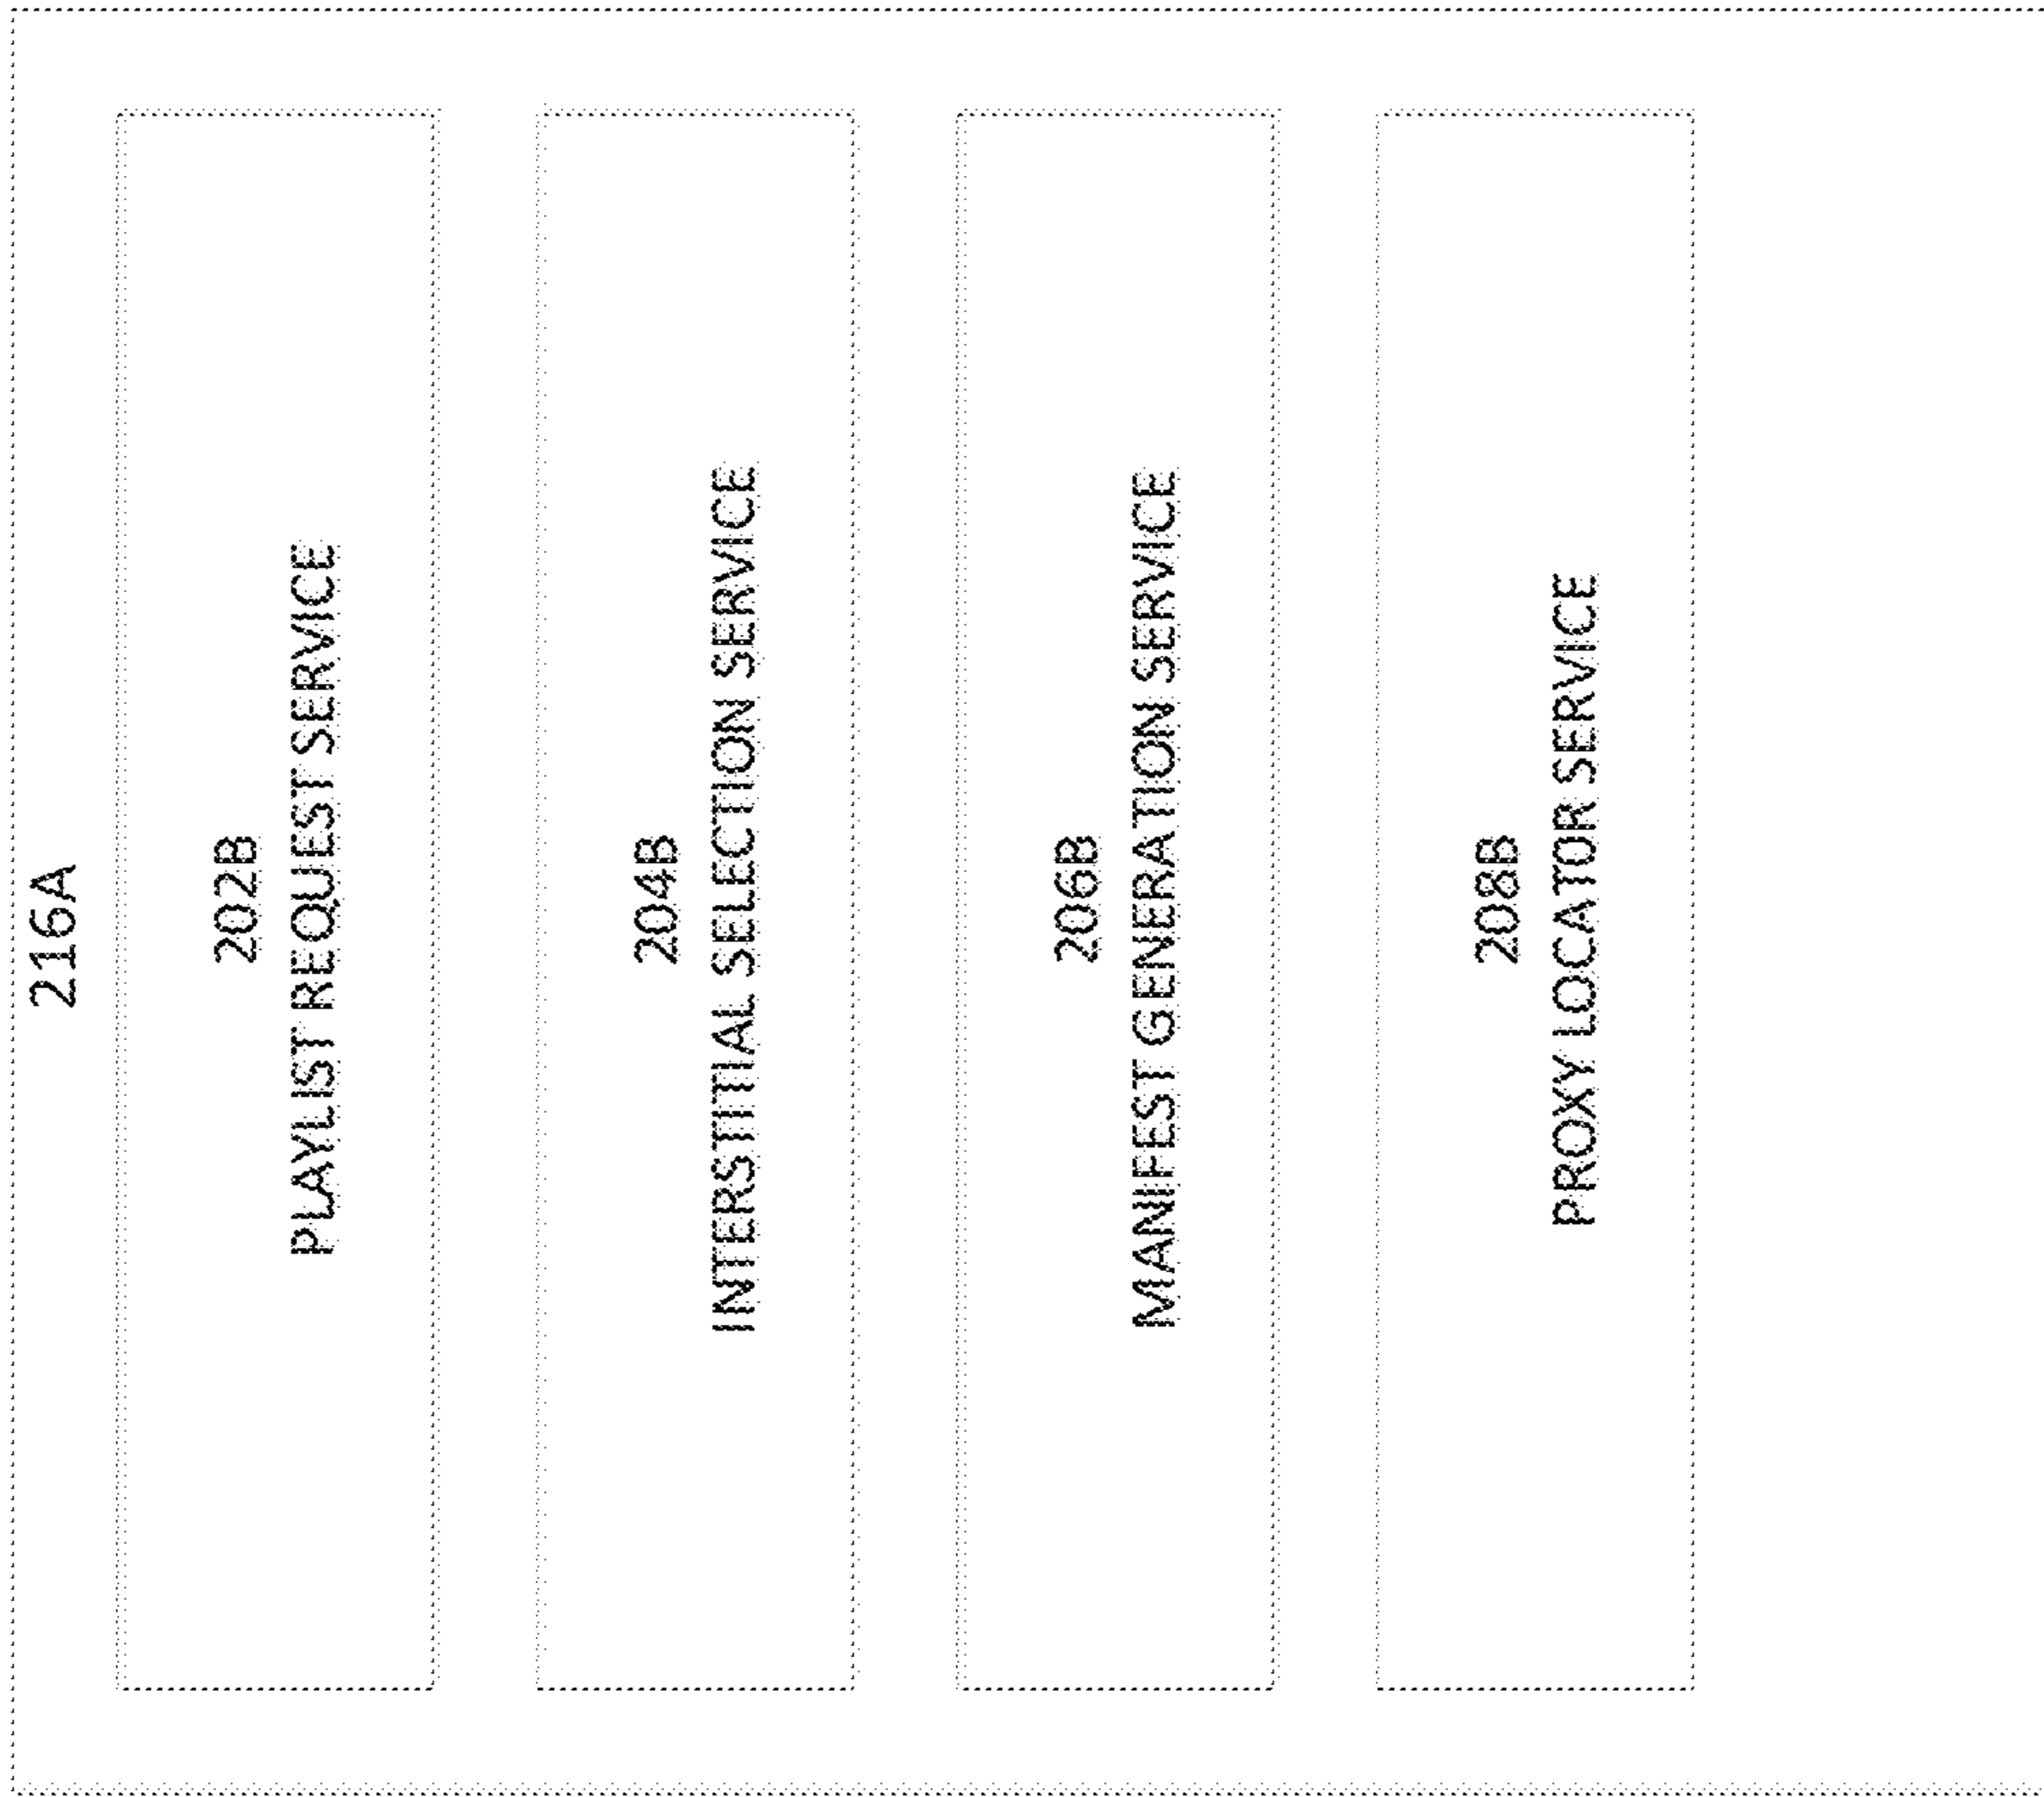 216A
202B
PLAYLIST REQUEST SERVICE
204B
INTERSTITIAL SELECTION SERVICE
206B
MANIFEST GENERATION SERVICE
208B
PROXY LOCATOR SERVICE